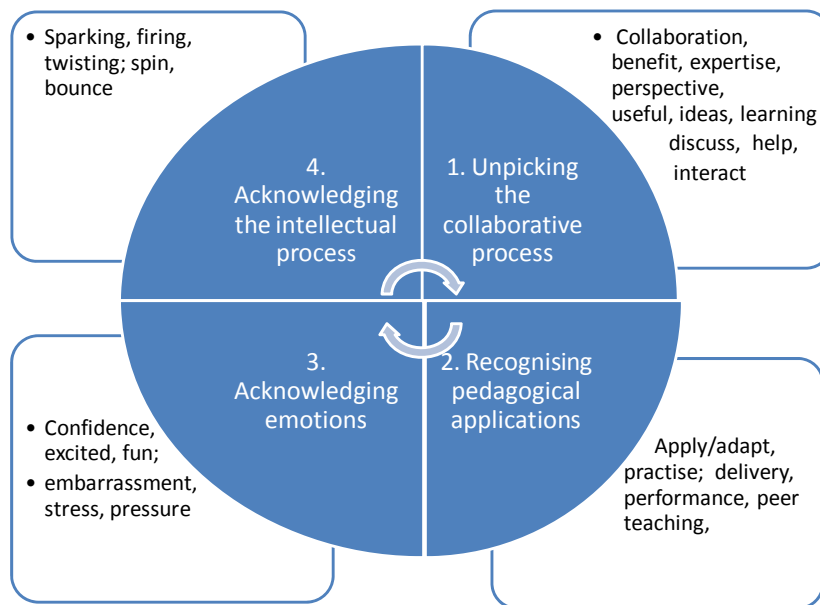 • Sparking, firing,
twisting; spin,
bounce
• Collaboration,
benefit, expertise,
perspective,
useful, ideas, learning
discuss, help,
interact
4.
Acknowledging
the intellectual
process
1. Unpicking
the
collaborative
process
3.
Acknowledging
emotions
2. Recognising
pedagogical
applications
• Confidence,
excited, fun;
• embarrassment,
stress, pressure
Apply/adapt,
practise; delivery,
performance, peer
teaching,